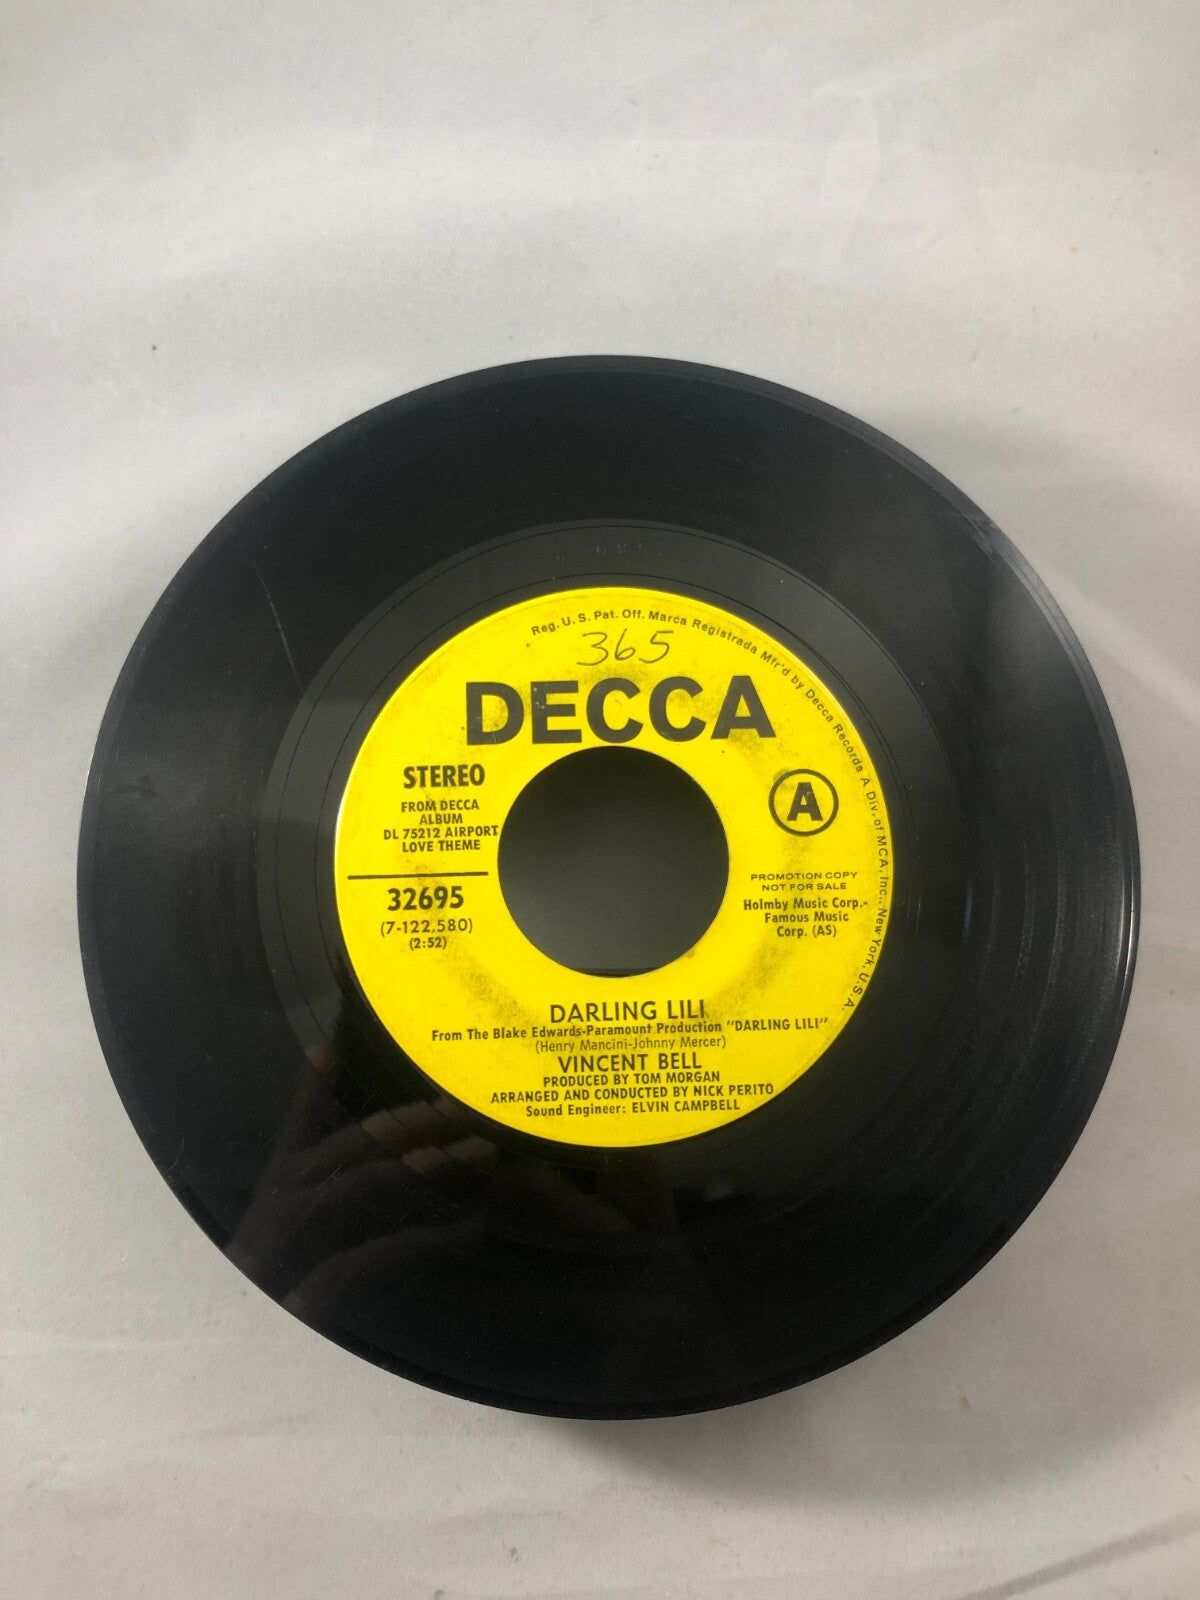 Reg. U. S. Pat. Off. Marca Registrada Mfr'd by Decca Records A Div. of MCA, Inc., New York, U.S.A.
365
DECCA
STEREO
FROM DECCA
ALBUM
DL 75212 AIRPORT
LOVE THEME
32695
(7-122,580)
(2:52)
A
PROMOTION COPY
NOT FOR SALE
Holmby Music Corp.-
Famous Music
Corp. (AS)
DARLING LILI
From The Blake Edwards-Paramount Production "DARLING LILI"
(Henry Mancini-Johnny Mercer)
VINCENT BELL
PRODUCED BY TOM MORGAN
ARRANGED AND CONDUCTED BY NICK PERITO
Sound Engineer: ELVIN CAMPBELL